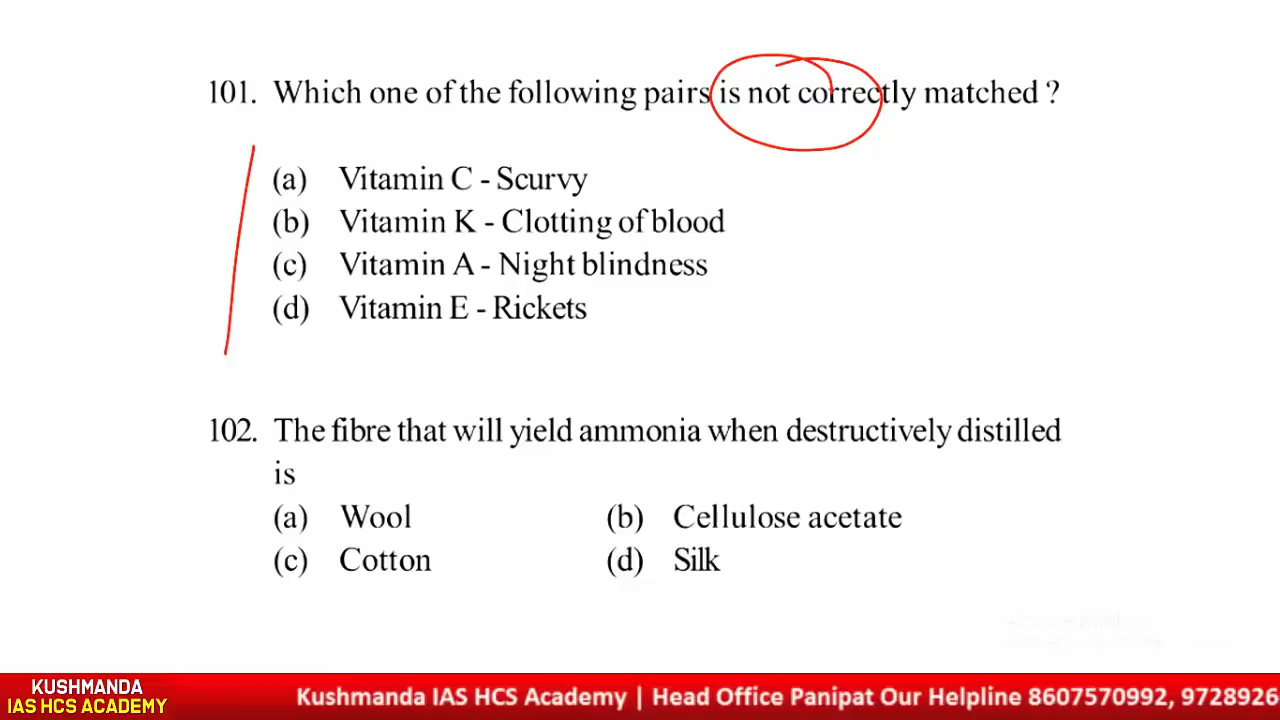 101. Which one of the following pairs is not correctly matched ?
(a) Vitamin C - Scurvy
(b) Vitamin K - Clotting of blood
(c) Vitamin A - Night blindness
(d) Vitamin E - Rickets
102. The fibre that will yield ammonia when destructively distilled
is
(a) Wool (b) Cellulose acetate
(c) Cotton (d) Silk
KUSHMANDA
IAS HCS ACADEMY
Kushmanda IAS HCS Academy | Head Office Panipat Our Helpline 8607570992, 9728926